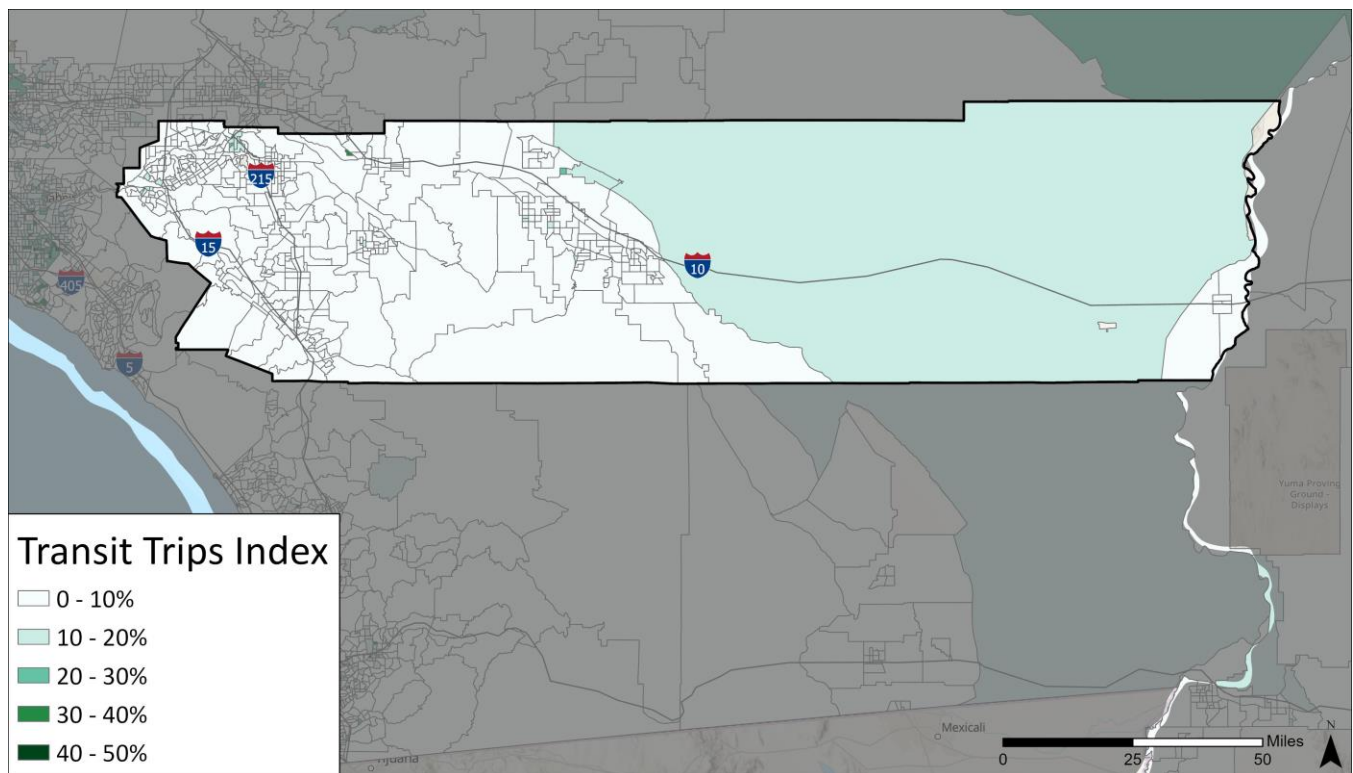 215
15
10
405
5
Yuma Proving
Ground -
Displays
Transit Trips Index
0 - 10%
10 - 20%
20 - 30%
30 - 40%
40 - 50%
Mexicali
N
Miles
0
25
50